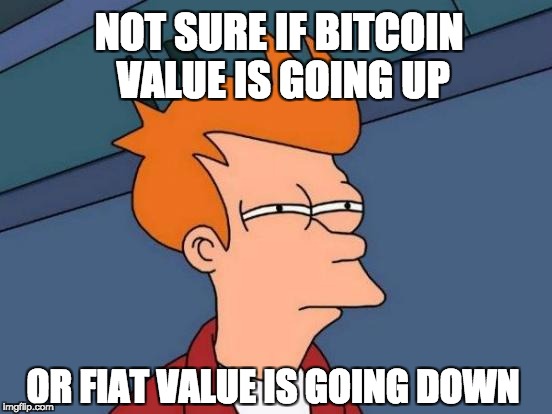 NOT SURE IF BITCOIN
VALUE IS GOING UP
OR FIAT VALUE IS GOING DOWN
imgflip.com